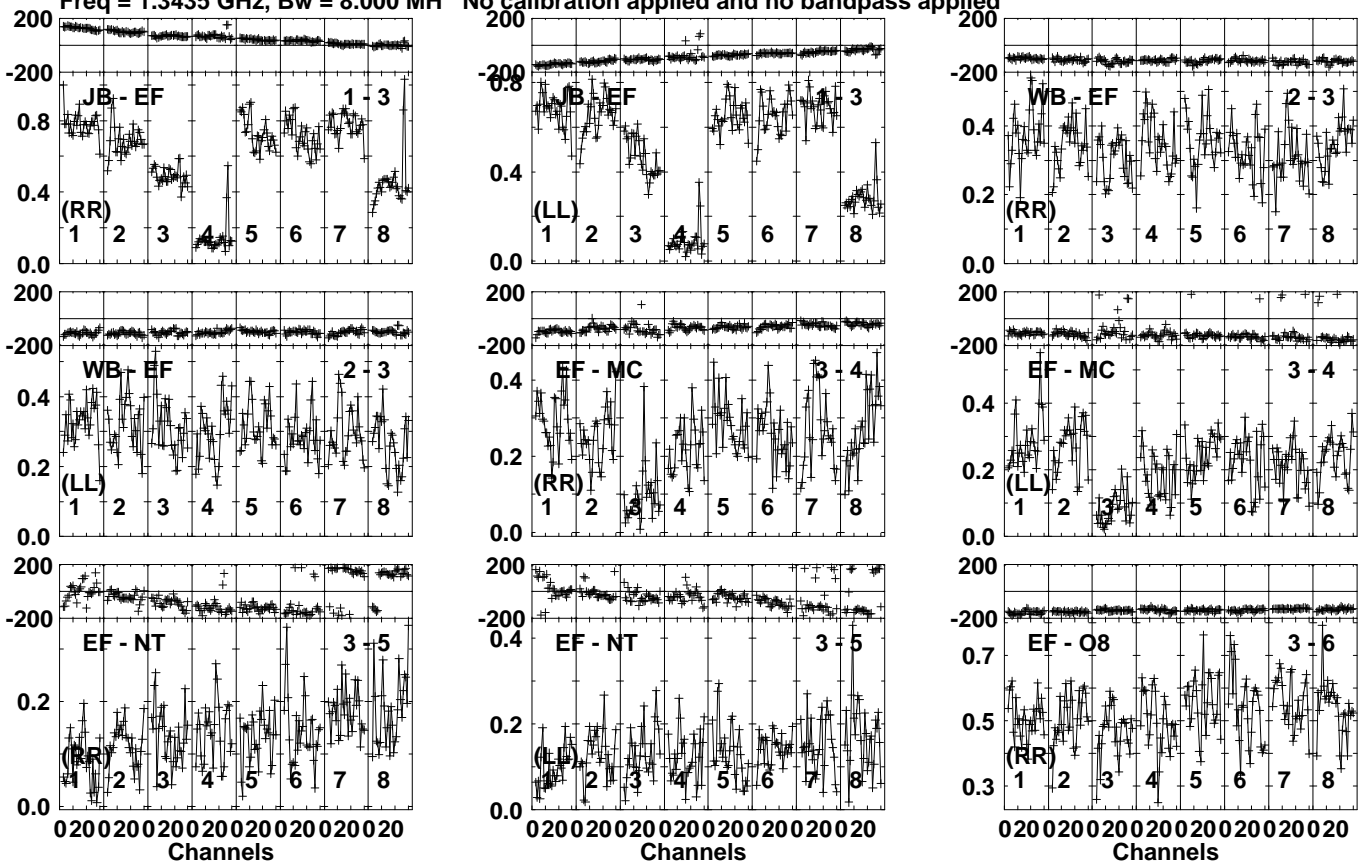 Freq = 1.3435 GHz, Bw = 8.000 MH No calibration applied and no bandpass applied
200 200 200
-200 -200 -200
JB - EF 1 - 3 0.8 JB - EF 1 - 3 WB - EF 2 - 3
0.8 0.4
0.4 0.4 0.2
(RR) (LL) (RR)
1 2 3 4 5 6 7 8 1 2 3 4 5 6 7 8 1 2 3 4 5 6 7 8
0.0 0.0 0.0
200 200 200
-200 -200 -200
WB - EF 2 - 3 EF - MC 3 - 4 EF - MC 3 - 4
0.4 0.4 0.4
0.2 0.2 0.2
(LL) (RR) (LL)
1 2 3 4 5 6 7 8 1 2 3 4 5 6 7 8 1 2 3 4 5 6 7 8
0.0 0.0 0.0
200 200 200
-200 -200 -200
EF - NT 3 - 5 0.4 EF - NT 3 - 5 EF - O8 3 - 6
0.7
0.2 0.2 0.5
(RR) (LL) (RR)
1 2 3 4 5 6 7 8 1 2 3 4 5 6 7 8 1 2 3 4 5 6 7 8
0.0 0.0 0.3
0 20 0 20 0 20 0 20 0 20 0 20 0 20 0 20 0 20 0 20 0 20 0 20 0 20 0 20 0 20 0 20 0 20 0 20 0 20 0 20 0 20 0 20 0 20 0 20
Channels Channels Channels